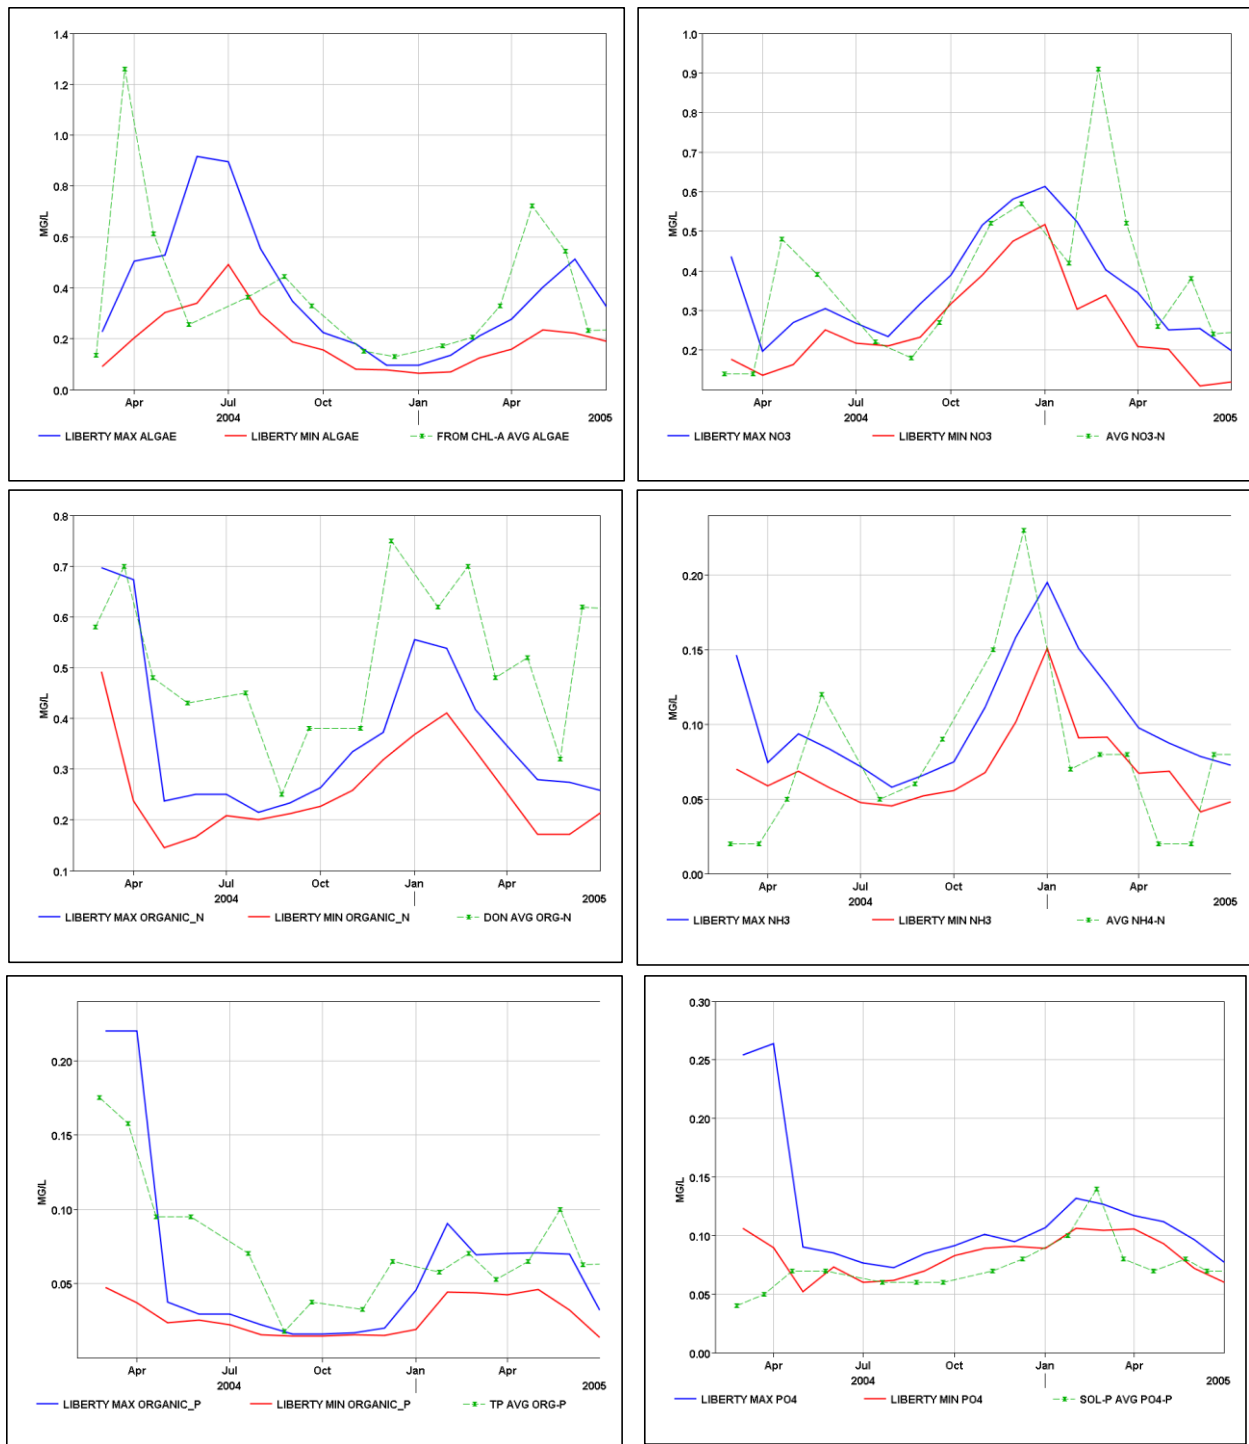 1.4
1.2
1.0
0.8
0.6
0.4
0.2
0.0
MG/L
Apr Jul Oct Jan Apr
2004 2005
LIBERTY MAX ALGAE LIBERTY MIN ALGAE FROM CHL-A AVG ALGAE
1.0
0.9
0.8
0.7
0.6
0.5
0.4
0.3
0.2
MG/L
Apr Jul Oct Jan Apr
2004 2005
LIBERTY MAX NO3 LIBERTY MIN NO3 AVG NO3-N
0.8
0.7
0.6
0.5
0.4
0.3
0.2
0.1
MG/L
Apr Jul Oct Jan Apr
2004 2005
LIBERTY MAX ORGANIC_N LIBERTY MIN ORGANIC_N DON AVG ORG-N
0.20
0.15
0.10
0.05
0.00
MG/L
Apr Jul Oct Jan Apr
2004 2005
LIBERTY MAX NH3 LIBERTY MIN NH3 AVG NH4-N
0.20
0.15
0.10
0.05
MG/L
Apr Jul Oct Jan Apr
2004 2005
LIBERTY MAX ORGANIC_P LIBERTY MIN ORGANIC_P TP AVG ORG-P
0.30
0.25
0.20
0.15
0.10
0.05
0.00
MG/L
Apr Jul Oct Jan Apr
2004 2005
LIBERTY MAX PO4 LIBERTY MIN PO4 SOL-P AVG PO4-P